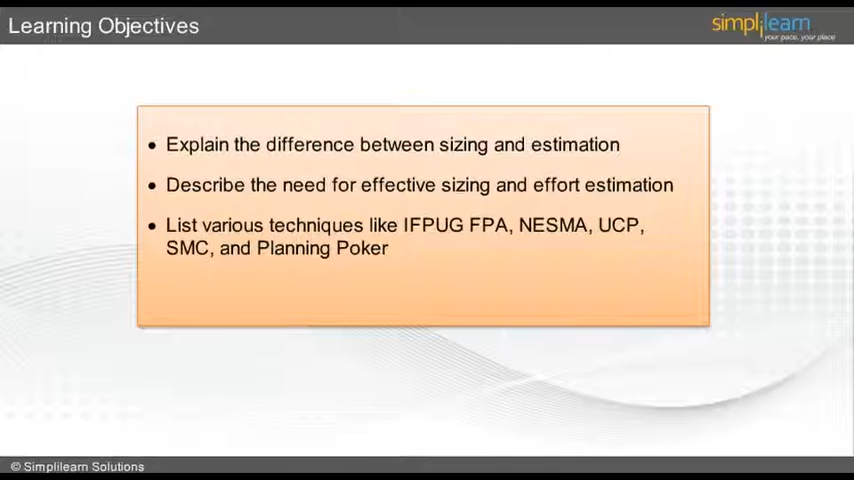 Learning Objectives
simplilearn
your pace, your place
• Explain the difference between sizing and estimation
• Describe the need for effective sizing and effort estimation
• List various techniques like IFPUG FPA, NESMA, UCP,
SMC, and Planning Poker
© Simplilearn Solutions